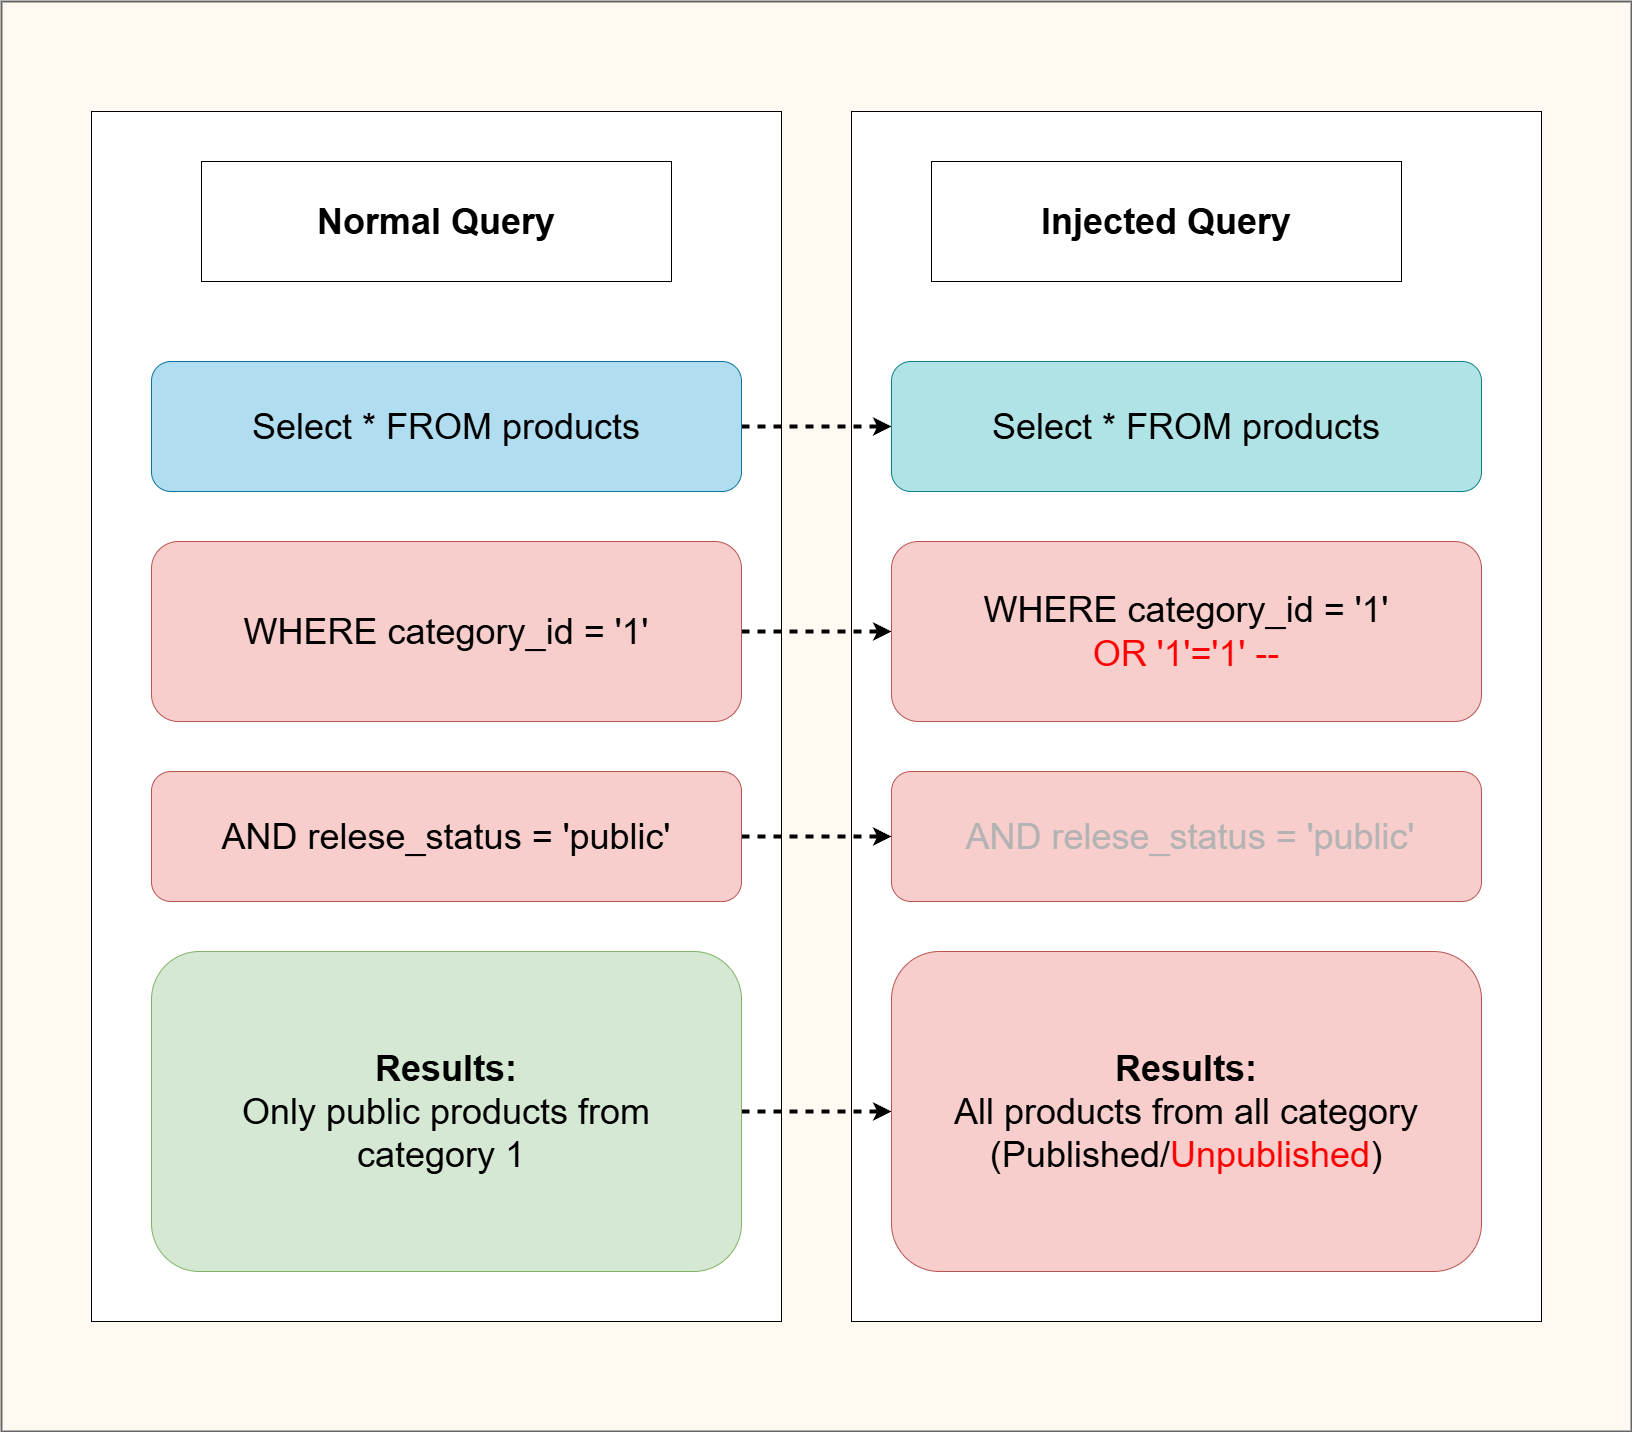 Normal Query
Select * FROM products
WHERE category_id = '1'
AND relese_status = 'public'
Results:
Only public products from
category 1
Injected Query
Select * FROM products
WHERE category_id = '1'
OR '1'='1' --
AND relese_status = 'public'
Results:
All products from all category
(Published/Unpublished)